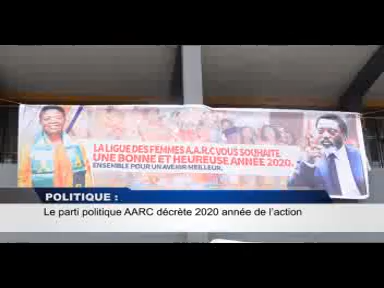 LA LIGUE DES FEMMES A.A.R.C VOUS SOUHAITE
UNE BONNE ET HEUREUSE ANNÉE 2020.
ENSEMBLE POUR UN AVENIR MEILLEUR.
POLITIQUE :
Le parti politique AARC décrète 2020 année de l'action